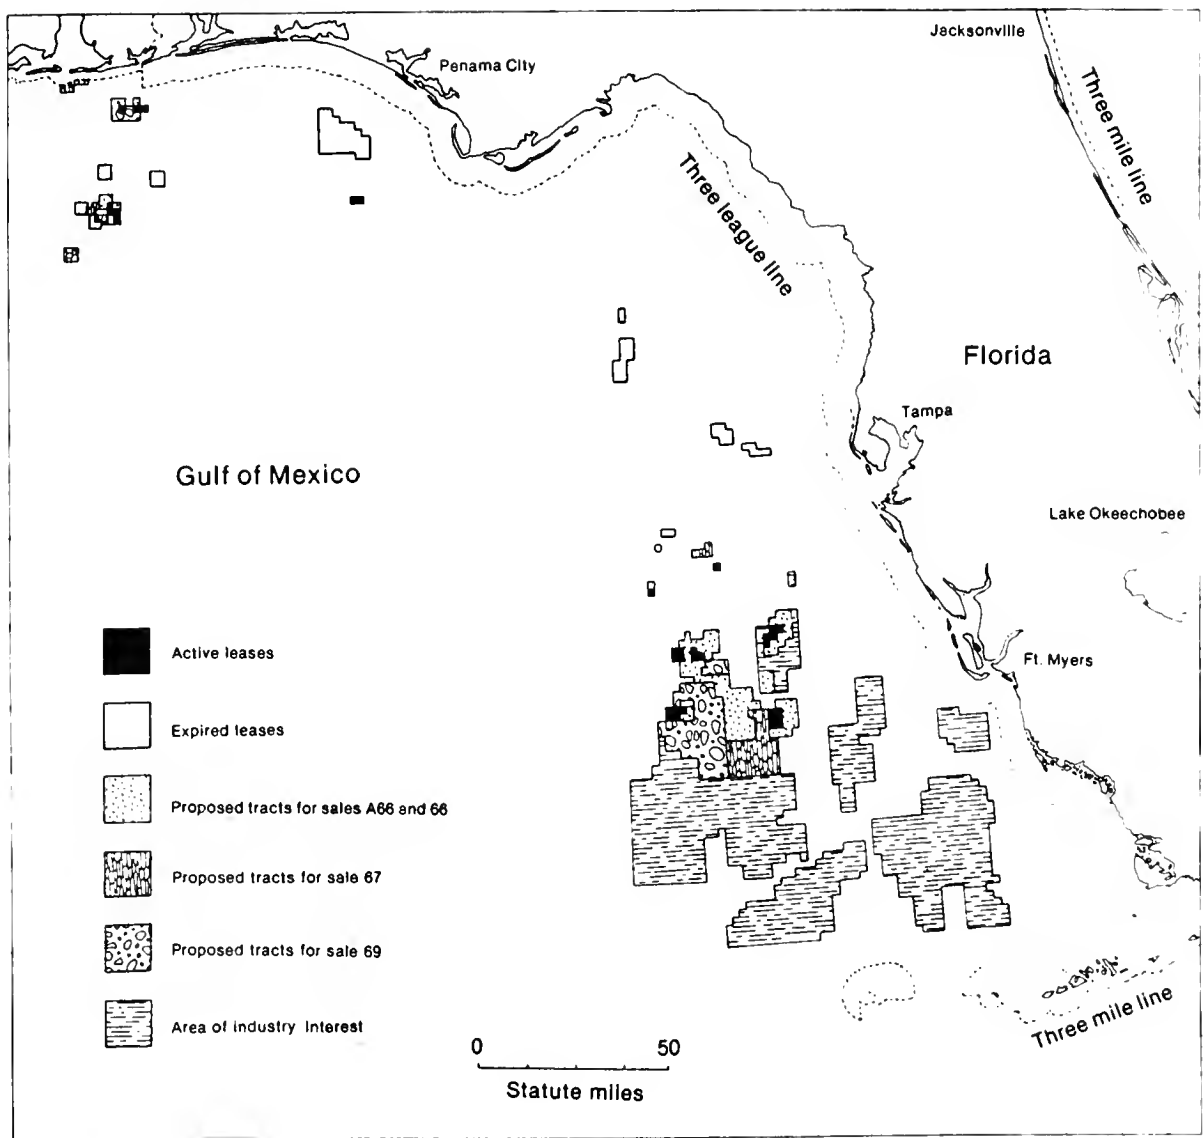 Jacksonville
Penama City
Three mile line
Three league line
Florida
Tampa
Gulf of Mexico
Lake Okeechobee
Ft. Myers
Active leases
Expired leases
Proposed tracts for sales A66 and 66
Proposed tracts for sale 67
Proposed tracts for sale 69
Area of industry Interest
Three mile line
0 50
Statute miles